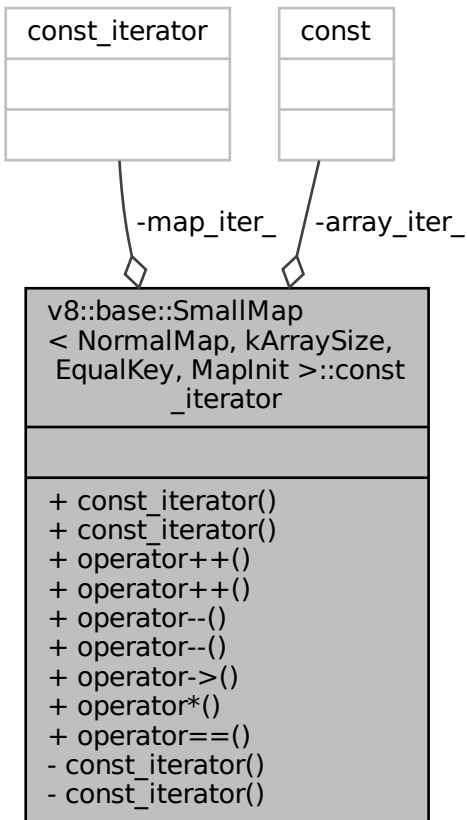 const_iterator
const
-map_iter_
-array_iter_
v8::base::SmallMap
< NormalMap, kArraySize,
EqualKey, MapInit >::const
_iterator
+ const_iterator()
+ const_iterator()
+ operator++()
+ operator++()
+ operator--()
+ operator--()
+ operator->()
+ operator*()
+ operator==()
- const_iterator()
- const_iterator()